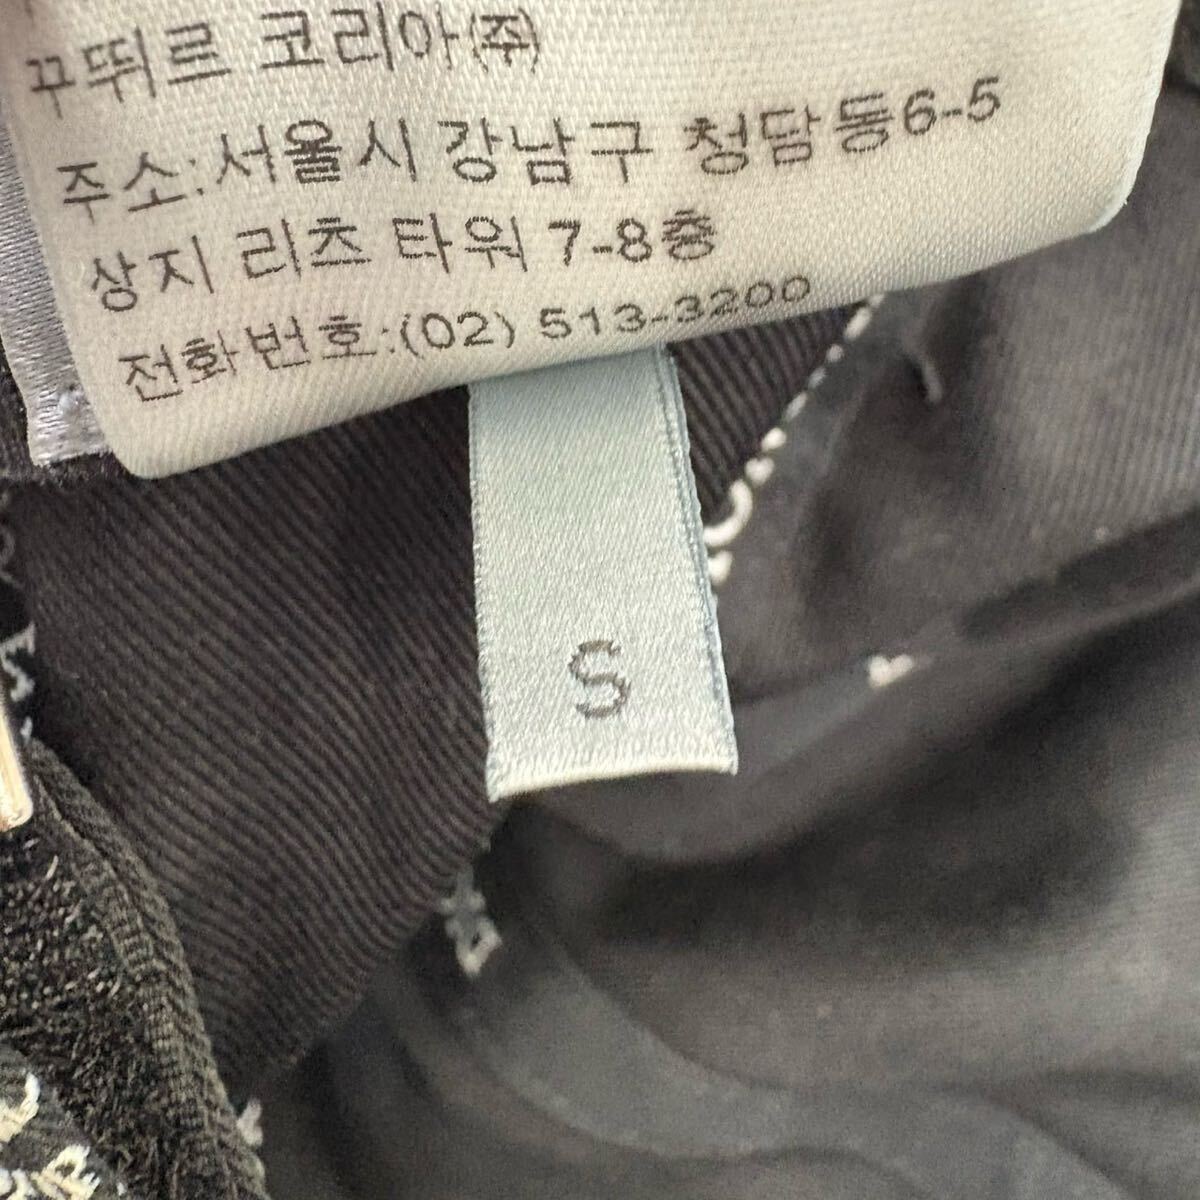 꾸뛰르 코리아(주)
주소:서울시 강남구 청담동6-5
상지 리츠 타워 7-8층
전화번호:(02) 513-3200
S